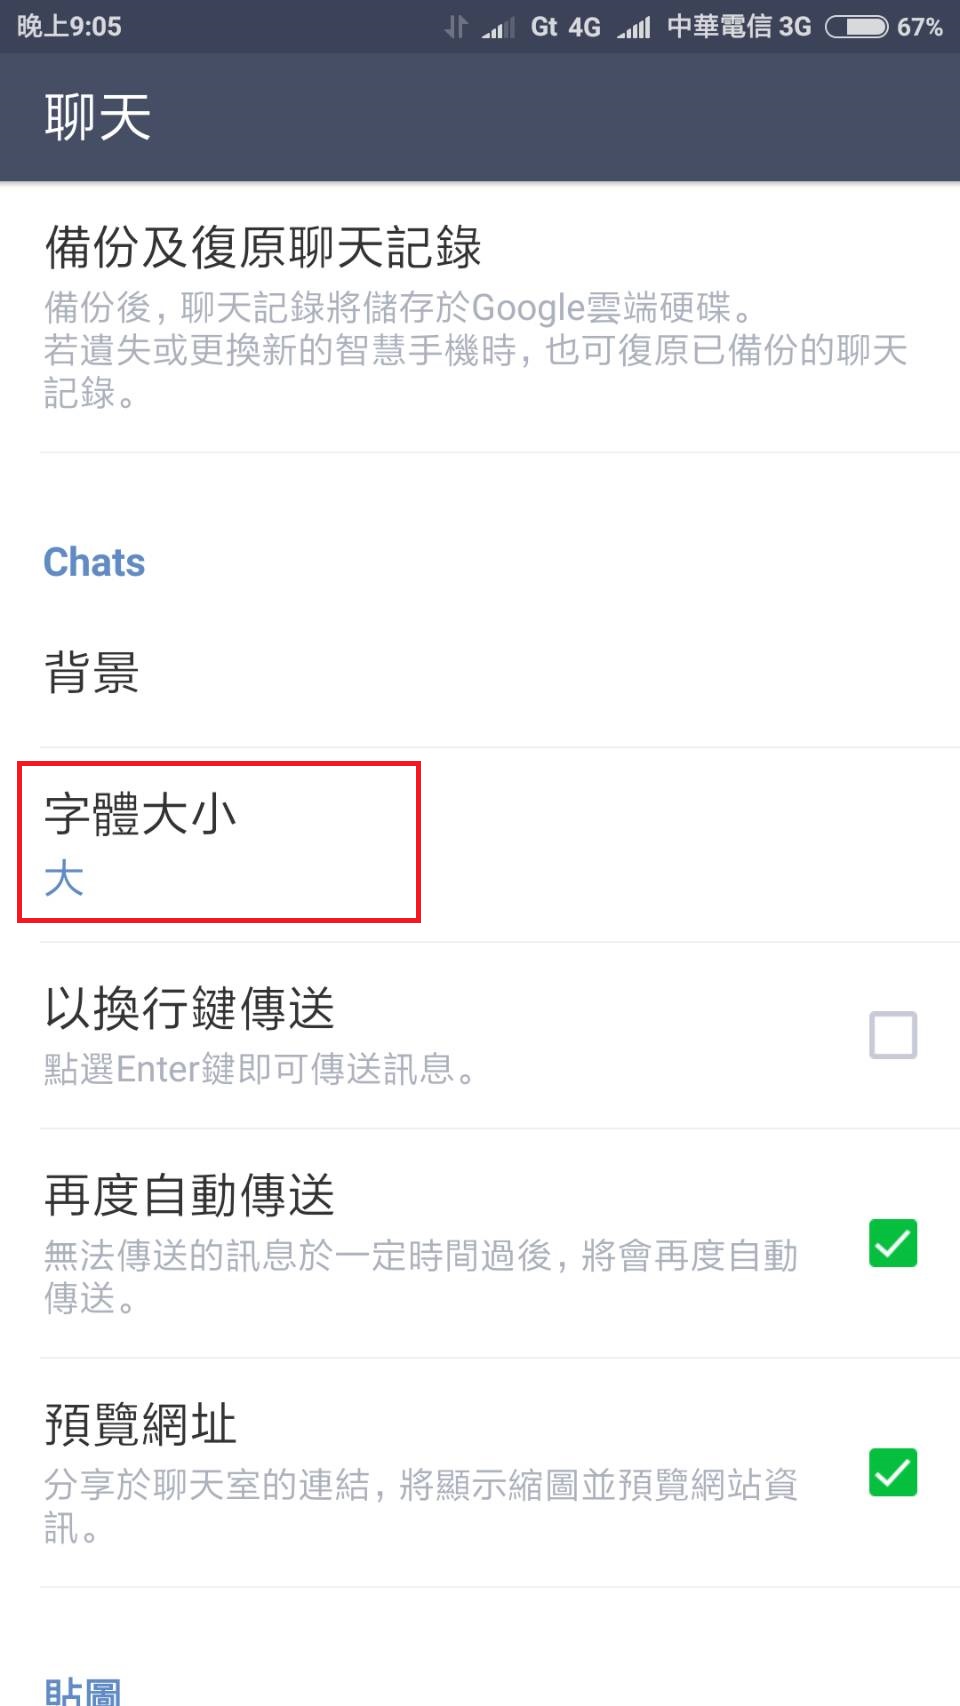 晚上9:05 Gt 4G 中華電信 3G 67%
聊天
備份及復原聊天記錄
備份後，聊天記錄將儲存於Google雲端硬碟。
若遺失或更換新的智慧手機時，也可復原已備份的聊天
記錄。
Chats
背景
字體大小
大
以換行鍵傳送
點選Enter鍵即可傳送訊息。
再度自動傳送
無法傳送的訊息於一定時間過後，將會再度自動
傳送。
預覽網址
分享於聊天室的連結，將顯示縮圖並預覽網站資
訊。
貼圖